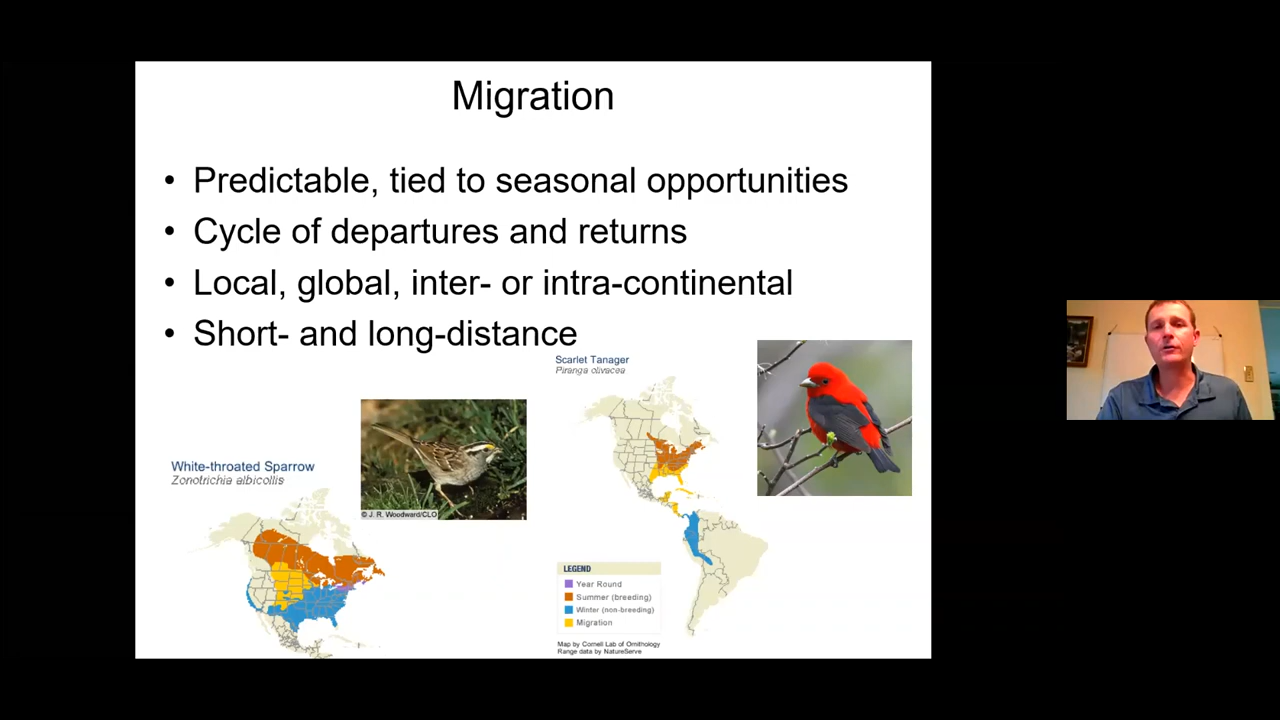 Migration
• Predictable, tied to seasonal opportunities
• Cycle of departures and returns
• Local, global, inter- or intra-continental
• Short- and long-distance
Scarlet Tanager
Piranga olivacea
White-throated Sparrow
Zonotrichia albicollis
© J. R. Woodward/CLO
LEGEND
Year Round
Summer (breeding)
Winter (non-breeding)
Migration
Map by Cornell Lab of Ornithology
Range data by NatureServe